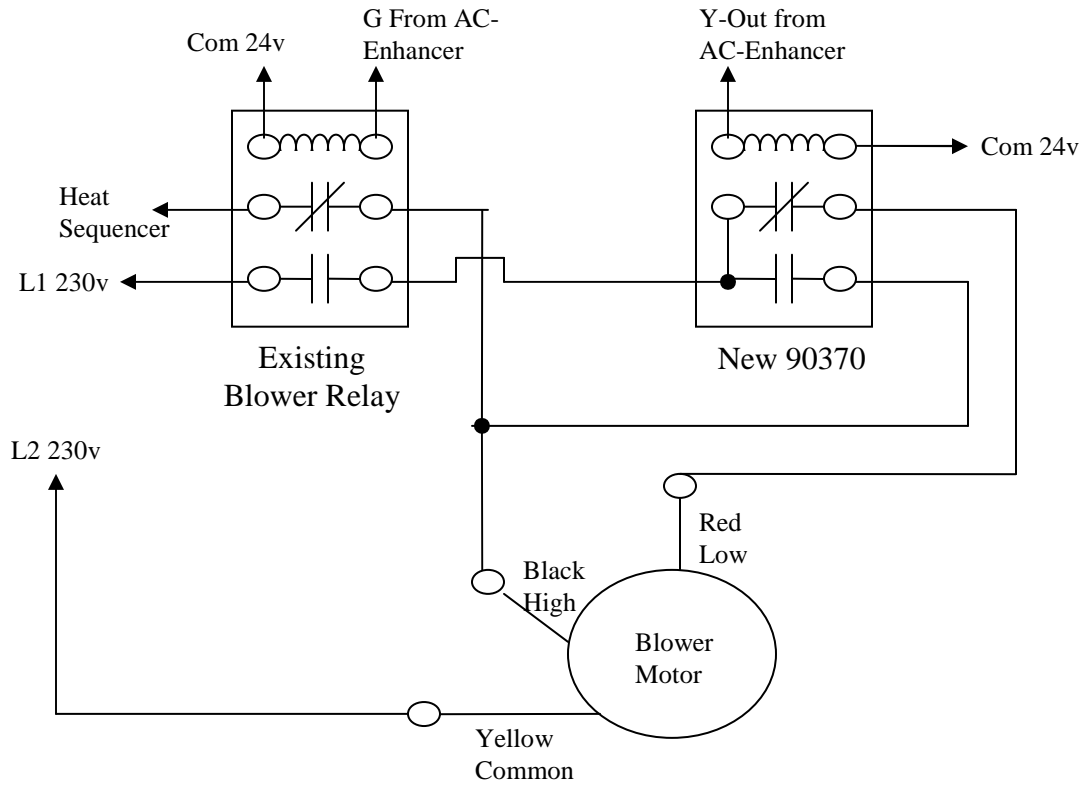 G From AC-
Enhancer
Com 24v
Y-Out from
AC-Enhancer
Com 24v
Heat
Sequencer
L1 230v
Existing
Blower Relay
New 90370
L2 230v
Red
Low
Black
High
Blower
Motor
Yellow
Common